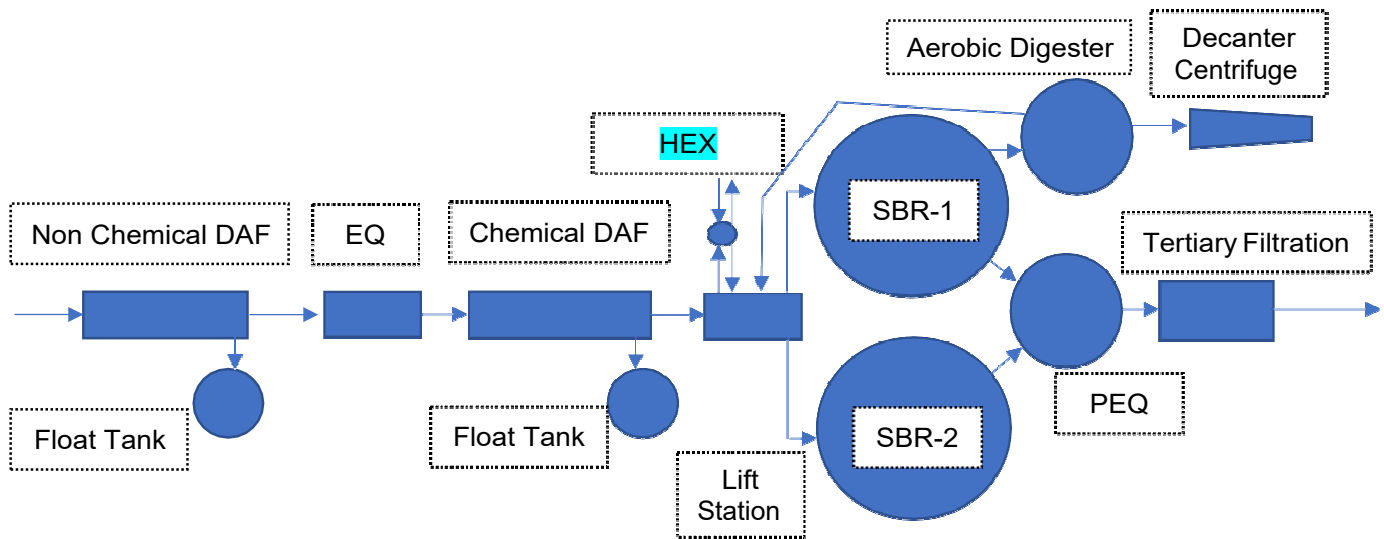 Aerobic Digester
Decanter
Centrifuge
HEX
Non Chemical DAF
EQ
Chemical DAF
SBR-1
Tertiary Filtration
Float Tank
Float Tank
SBR-2
PEQ
Lift
Station